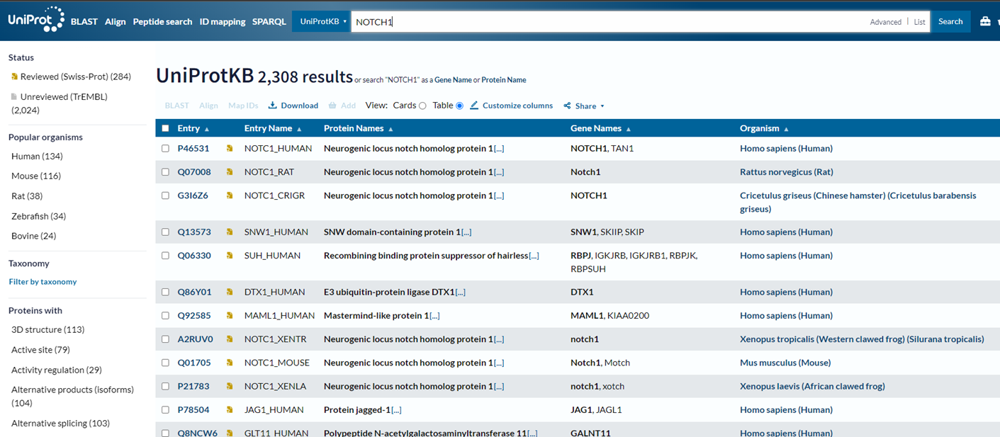 UniProt BLAST Align Peptide search ID mapping SPARQL UniProtKB NOTCH1 Advanced | List Search
Status
Reviewed (Swiss-Prot) (284)
Unreviewed (TrEMBL)
(2,024)
Popular organisms
Human (134)
Mouse (116)
Rat (38)
Zebrafish (34)
Bovine (24)
Taxonomy
Filter by taxonomy
Proteins with
3D structure (113)
Active site (79)
Activity regulation (29)
Alternative products (isoforms)
(104)
Alternative splicing (103)
UniProtKB 2,308 results or search "NOTCH1" as a Gene Name or Protein Name
BLAST Align Map IDs Download Add View: Cards Table Customize columns Share
Entry Entry Name Protein Names Gene Names Organism
P46531 NOTC1_HUMAN Neurogenic locus notch homolog protein 1[...] NOTCH1, TAN1 Homo sapiens (Human)
Q07008 NOTC1_RAT Neurogenic locus notch homolog protein 1[...] Notch1 Rattus norvegicus (Rat)
G3I6Z6 NOTC1_CRIGR Neurogenic locus notch homolog protein 1[...] NOTCH1 Cricetulus griseus (Chinese hamster) (Cricetulus barabensis
griseus)
Q13573 SNW1_HUMAN SNW domain-containing protein 1[...] SNW1, SKIIP, SKIP Homo sapiens (Human)
Q06330 SUH_HUMAN Recombining binding protein suppressor of hairless[...] RBPJ, IGKJRB, IGKJRB1, RBPJK, Homo sapiens (Human)
RBPSUH
Q86Y01 DTX1_HUMAN E3 ubiquitin-protein ligase DTX1[...] DTX1 Homo sapiens (Human)
Q92585 MAML1_HUMAN Mastermind-like protein 1[...] MAML1, KIAA0200 Homo sapiens (Human)
A2RUV0 NOTC1_XENTR Neurogenic locus notch homolog protein 1[...] notch1 Xenopus tropicalis (Western clawed frog) (Silurana tropicalis)
Q01705 NOTC1_MOUSE Neurogenic locus notch homolog protein 1[...] Notch1, Motch Mus musculus (Mouse)
P21783 NOTC1_XENLA Neurogenic locus notch homolog protein 1[...] notch1, xotch Xenopus laevis (African clawed frog)
P78504 JAG1_HUMAN Protein jagged-1[...] JAG1, JAGL1 Homo sapiens (Human)
Q8NCW6 GLT11_HUMAN Polypeptide N-acetylgalactosaminyltransferase 11[...] GALNT11 Homo sapiens (Human)